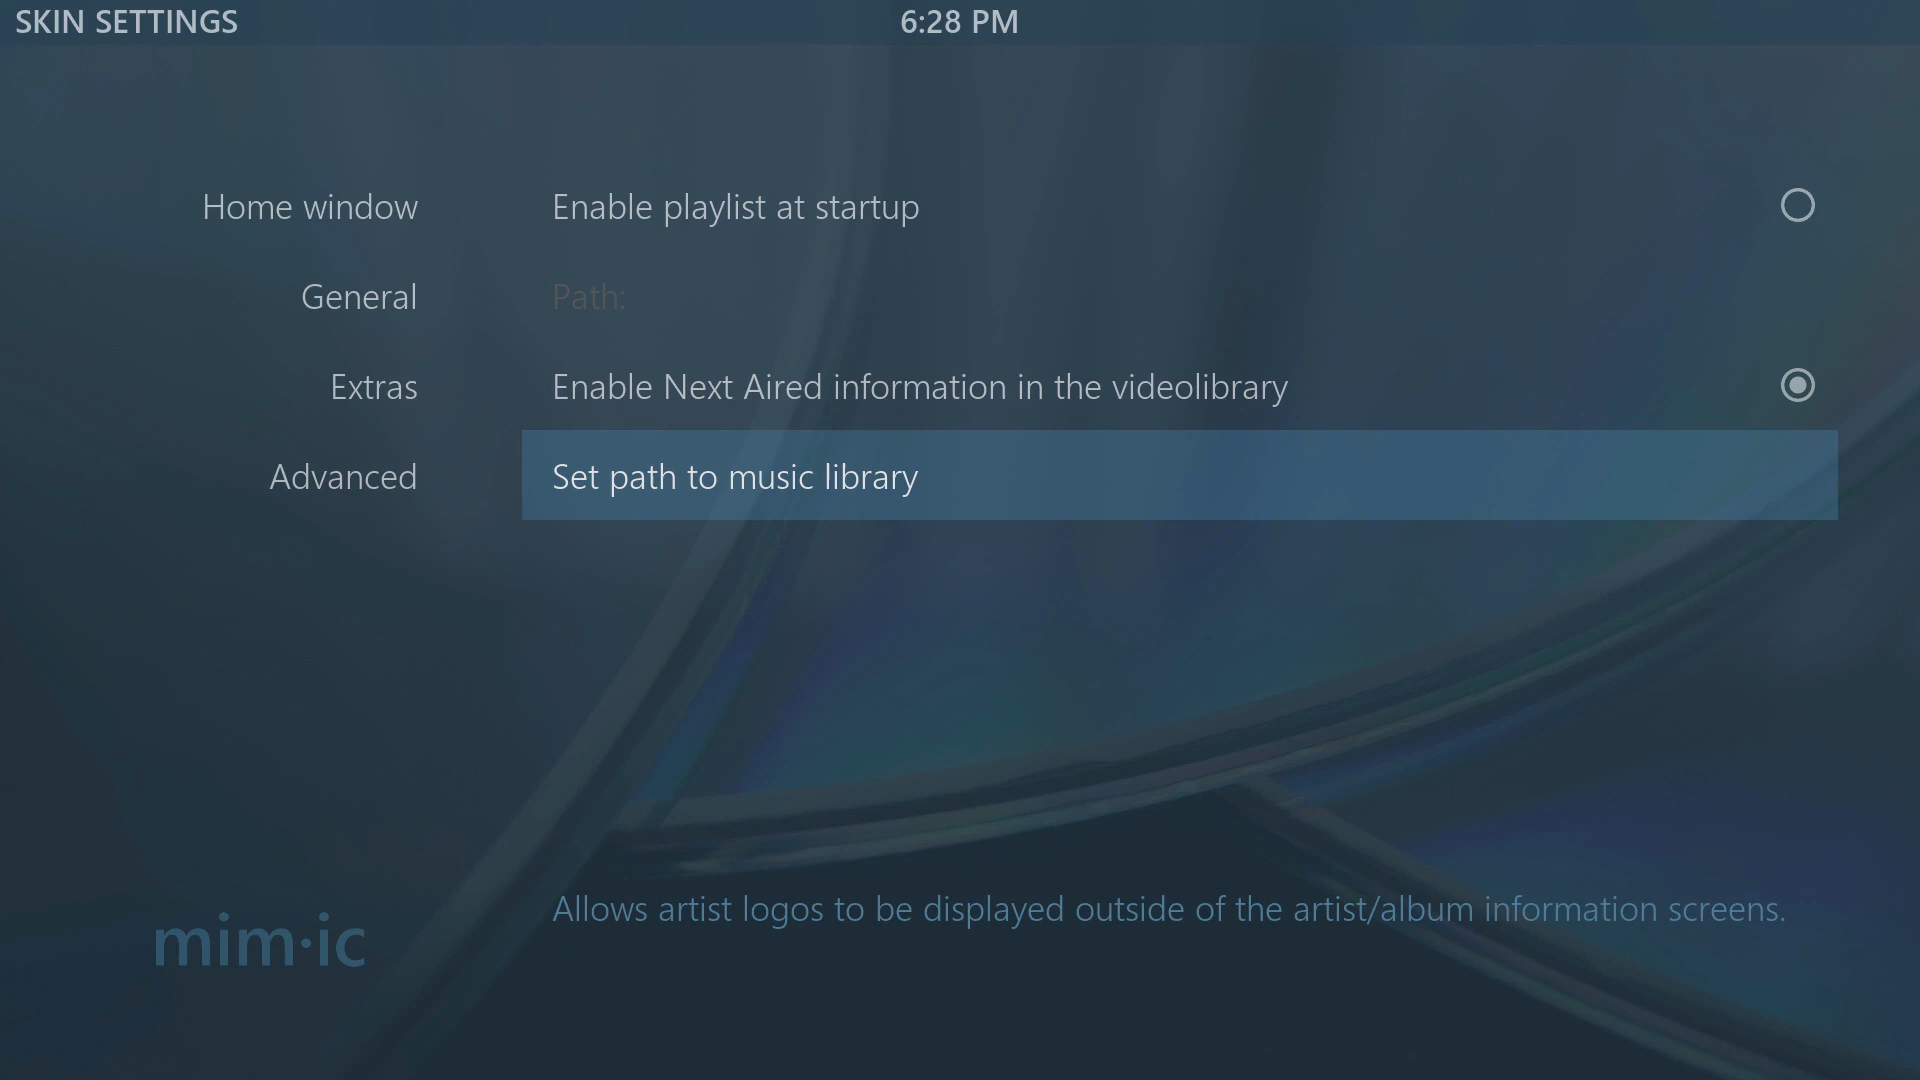 SKIN SETTINGS
6:28 PM
Home window
Enable playlist at startup
General
Path:
Extras
Enable Next Aired information in the videolibrary
Advanced
Set path to music library
Allows artist logos to be displayed outside of the artist/album information screens.
mim·ic